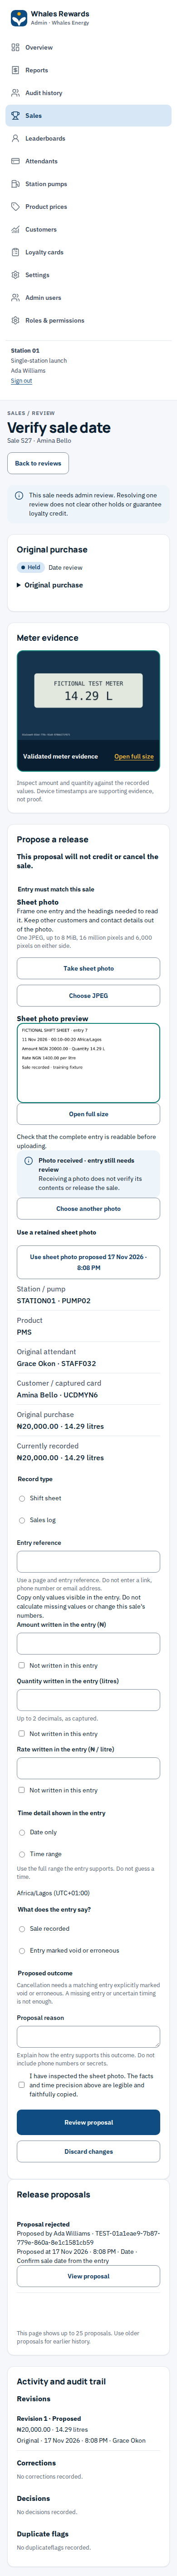 Whales Rewards
Admin · Whales Energy
Overview
Reports
Audit history
Sales
Leaderboards
Attendants
Station pumps
Product prices
Customers
Loyalty cards
Settings
Admin users
Roles & permissions
Station 01
Single-station launch
Ada Williams
Sign out
SALES / REVIEW
Verify sale date
Sale 527 · Amina Bello
Back to reviews
This sale needs admin review. Resolving one
review does not clear other holds or guarantee
loyalty credit.
Original purchase
Held Date review
Original purchase
Meter evidence
FICTIONAL TEST METER
14.29 L
Validated meter evidence Open full size
Inspect amount and quantity against the recorded
values. Device timestamps are supporting evidence,
not proof.
Propose a release
This proposal will not credit or cancel the
sale.
Entry must match this sale
Sheet photo
Frame one entry and the headings needed to read
it. Keep other customers and contact details out
of the photo.
One JPEG, up to 8 MiB, 16 million pixels and 6,000
pixels on either side.
Take sheet photo
Choose JPEG
Sheet photo preview
FICTIONAL SHIFT SHEET · entry 7
11 Nov 2026 · 00:10-00:20 Africa/Lagos
Amount NGN 20000.00 · Quantity 14.29 L
Rate NGN 1400.00 per litre
Sale recorded · training fixture
Open full size
Check that the complete entry is readable before
uploading.
Photo received · entry still needs
review
Receiving a photo does not verify its
contents or release the sale.
Choose another photo
Use a retained sheet photo
Use sheet photo proposed 17 Nov 2026 ·
8:08 PM
Station / pump
STATION01 · PUMP02
Product
PMS
Original attendant
Grace Okon · STAFF032
Customer / captured card
Amina Bello · UCDMYN6
Original purchase
₦20,000.00 · 14.29 litres
Currently recorded
₦20,000.00 · 14.29 litres
Record type
Shift sheet
Sales log
Entry reference
Use a page and entry reference. Do not enter a link,
phone number or email address.
Copy only values visible in the entry. Do not
calculate missing values or change this sale's
numbers.
Amount written in the entry (₦)
Not written in this entry
Quantity written in the entry (litres)
Up to 2 decimals, as captured.
Not written in this entry
Rate written in the entry (₦ / litre)
Not written in this entry
Time detail shown in the entry
Date only
Time range
Use the full range the entry supports. Do not guess a
time.
Africa/Lagos (UTC+01:00)
What does the entry say?
Sale recorded
Entry marked void or erroneous
Proposed outcome
Cancellation needs a matching entry explicitly marked
void or erroneous. A missing entry or uncertain timing
is not enough.
Proposal reason
Explain how the entry supports this outcome. Do not
include phone numbers or secrets.
I have inspected the sheet photo. The facts
and time precision above are legible and
faithfully copied.
Review proposal
Discard changes
Release proposals
Proposal rejected
Proposed by Ada Williams · TEST-01a1eae9-7b87-
779e-860a-8e1c1581cb59
Proposed at 17 Nov 2026 · 8:08 PM · Date ·
Confirm sale date from the entry
View proposal
This page shows up to 25 proposals. Use older
proposals for earlier history.
Activity and audit trail
Revisions
Revision 1 · Proposed
₦20,000.00 · 14.29 litres
Original · 17 Nov 2026 · 8:08 PM · Grace Okon
Corrections
No corrections recorded.
Decisions
No decisions recorded.
Duplicate flags
No duplicateflags recorded.